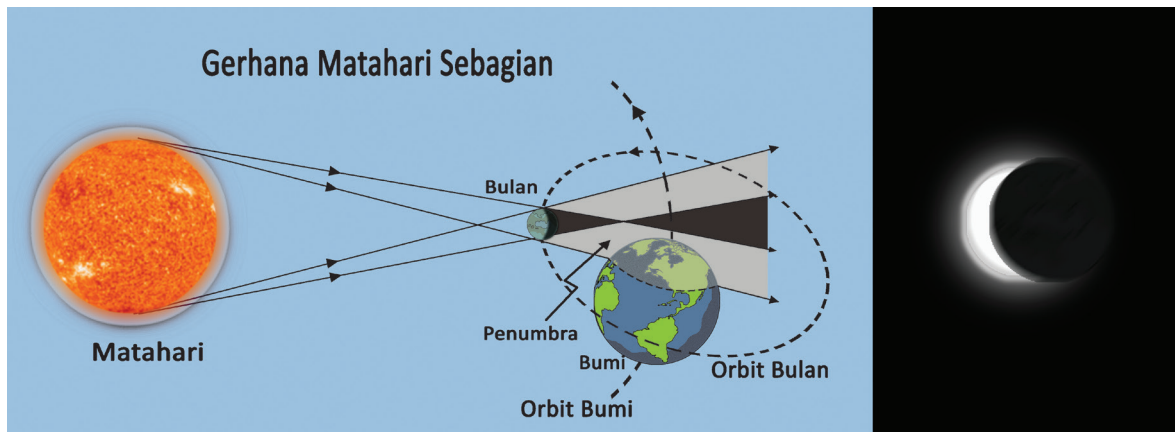 Gerhana Matahari Sebagian
Bulan
Matahari
Penumbra
Bumi
Orbit Bulan
Orbit Bumi